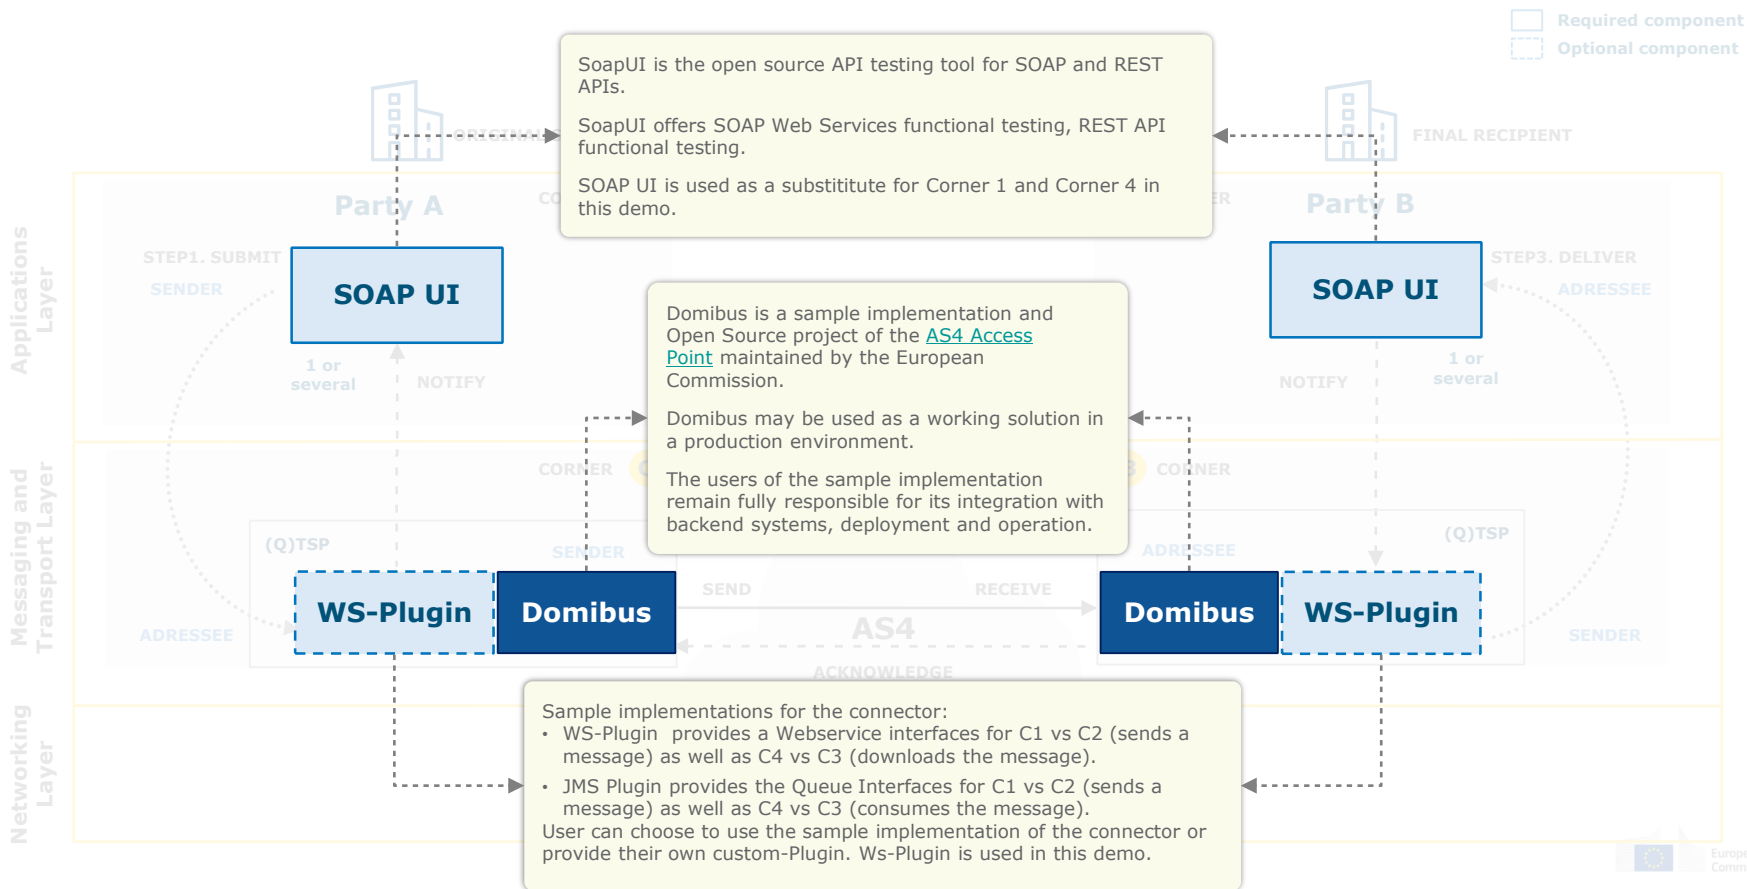 Required component
Optional component
SoapUI is the open source API testing tool for SOAP and REST
APIs.
SoapUI offers SOAP Web Services functional testing, REST API
functional testing.
SOAP UI is used as a substititute for Corner 1 and Corner 4 in
this demo.
FINAL RECIPIENT
Party A
Party B
Applications
Layer
STEP1. SUBMIT
SENDER
SOAP UI
1 or
several
NOTIFY
STEP3. DELIVER
ADRESSEE
SOAP UI
1 or
several
NOTIFY
Domibus is a sample implementation and
Open Source project of the AS4 Access
Point maintained by the European
Commission.
Domibus may be used as a working solution in
a production environment.
The users of the sample implementation
remain fully responsible for its integration with
backend systems, deployment and operation.
Messaging and
Transport Layer
CORNER
CORNER
(Q)TSP
SENDER
WS-Plugin
Domibus
ADRESSEE
SEND
RECEIVE
AS4
ACKNOWLEDGE
ADRESSEE
(Q)TSP
Domibus
WS-Plugin
SENDER
Networking
Layer
Sample implementations for the connector:
• WS-Plugin provides a Webservice interfaces for C1 vs C2 (sends a
message) as well as C4 vs C3 (downloads the message).
• JMS Plugin provides the Queue Interfaces for C1 vs C2 (sends a
message) as well as C4 vs C3 (consumes the message).
User can choose to use the sample implementation of the connector or
provide their own custom-Plugin. Ws-Plugin is used in this demo.